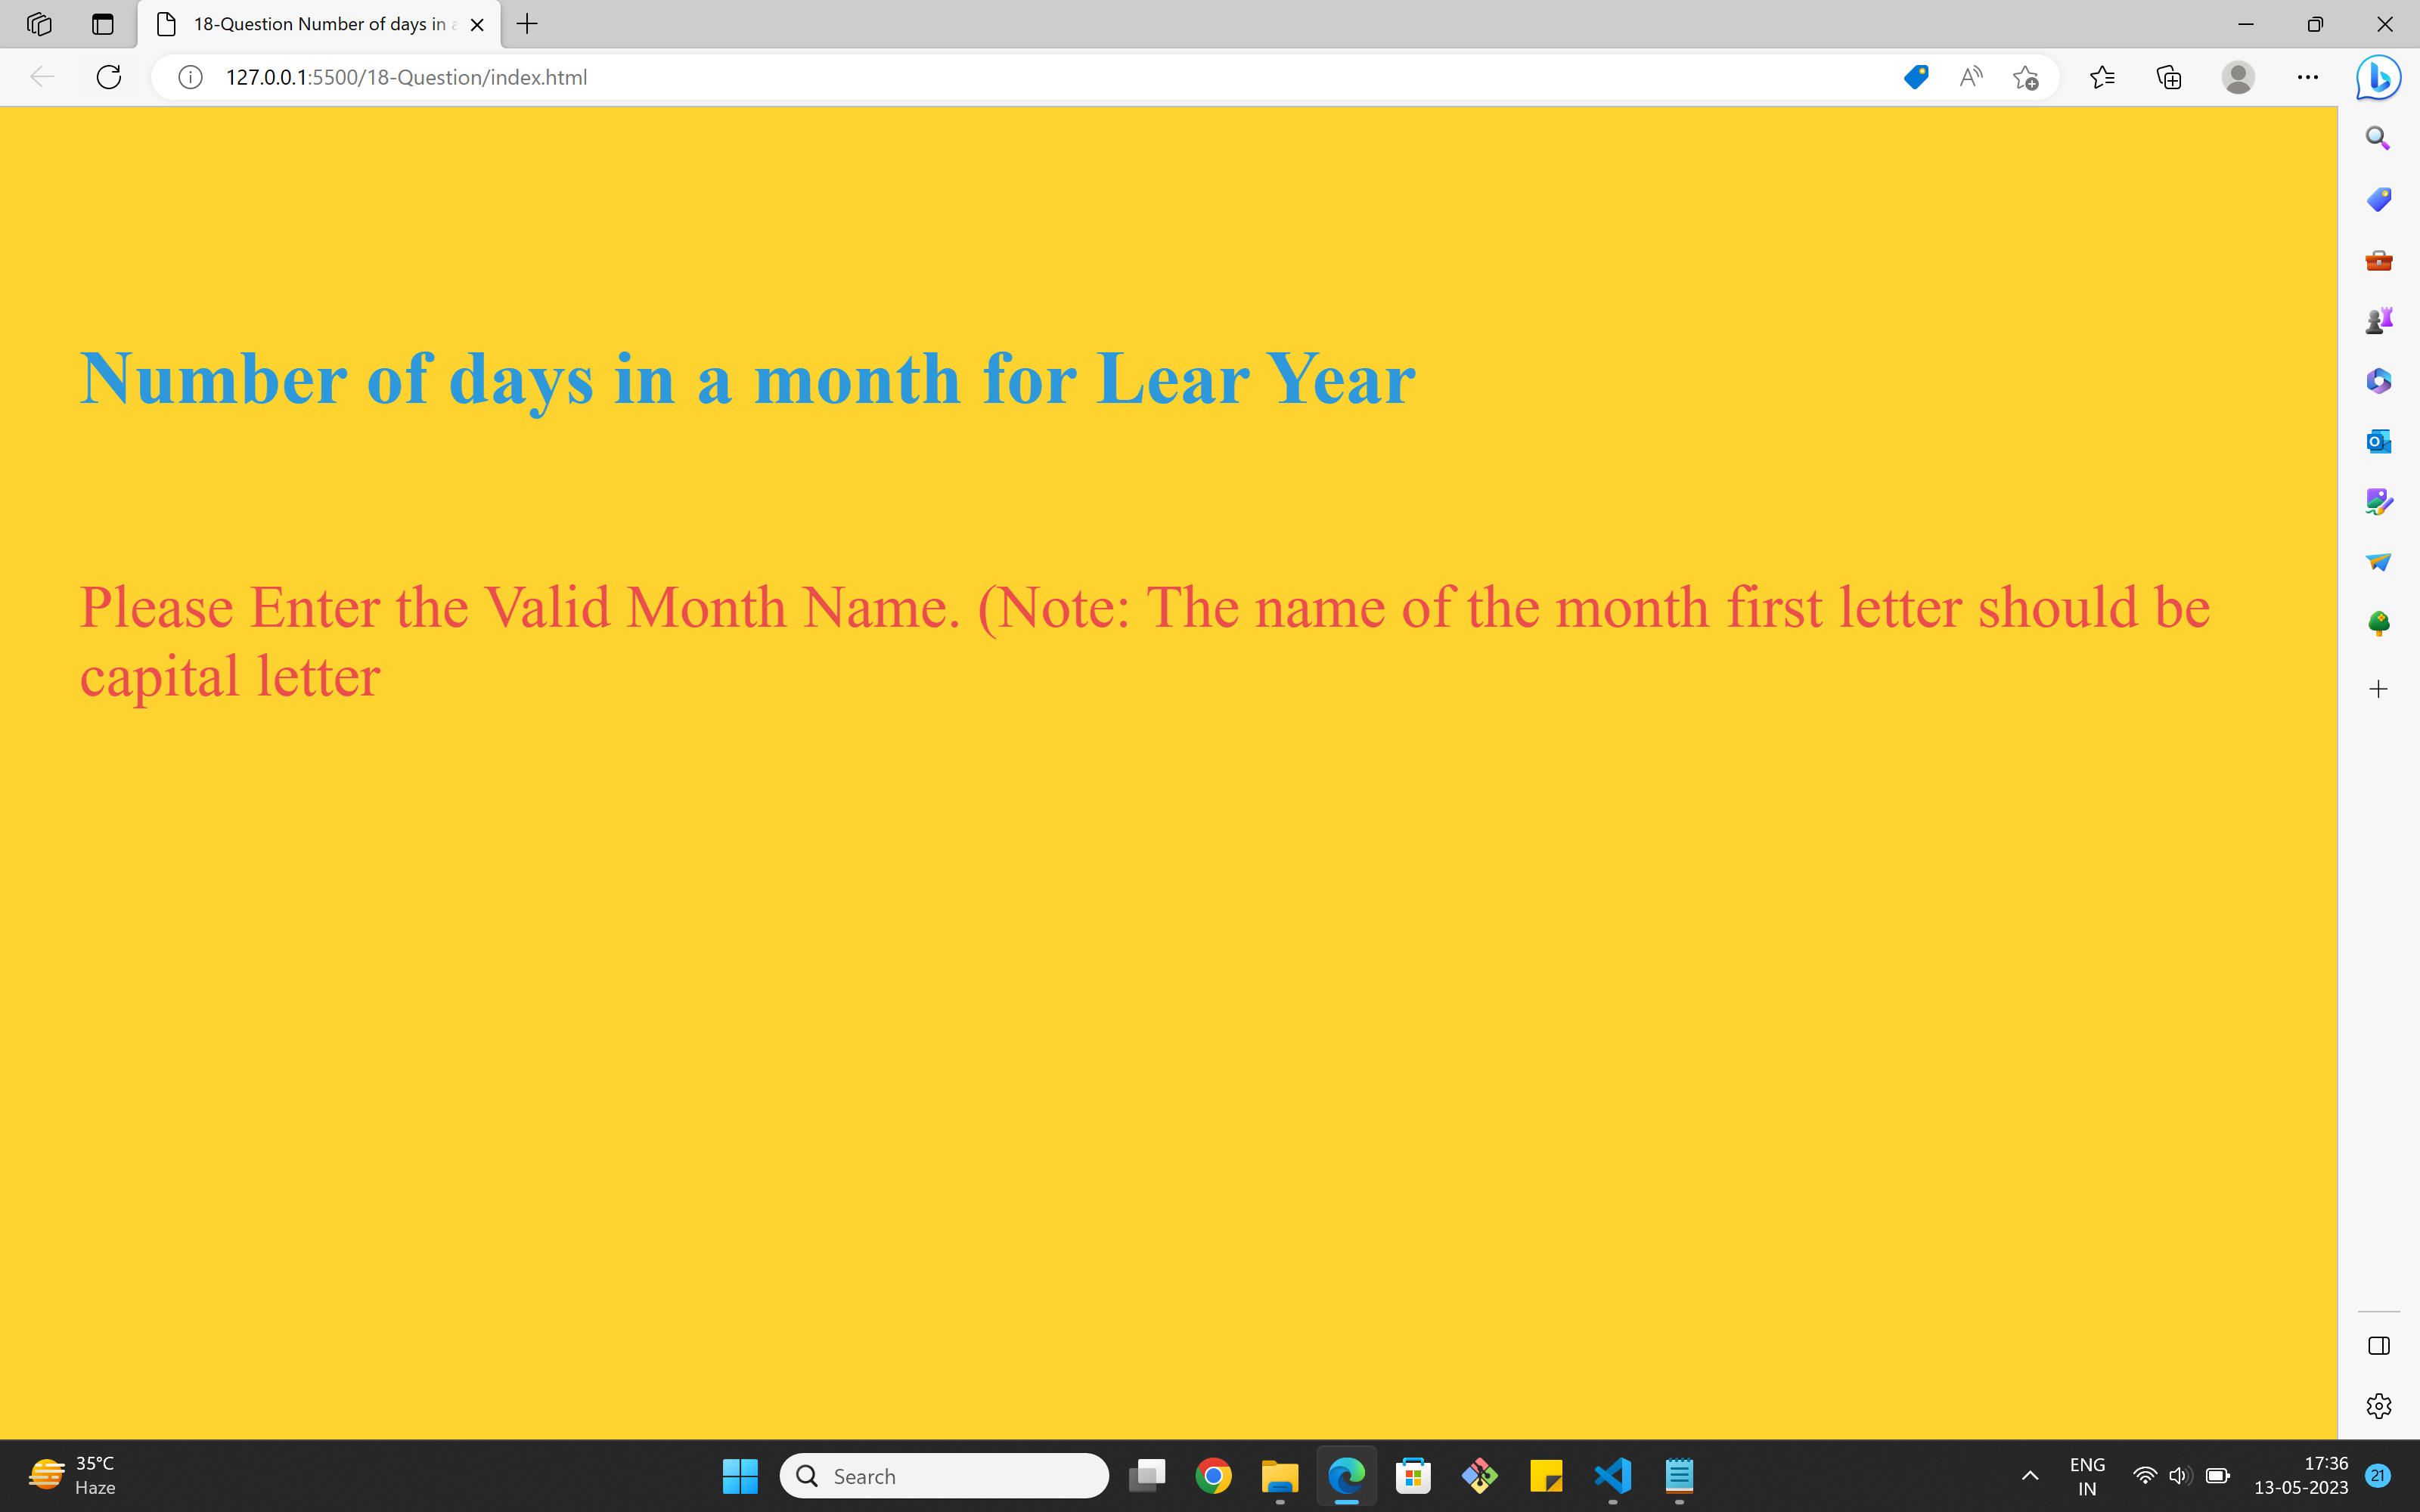 18-Question Number of days in a
127.0.0.1:5500/18-Question/index.html
Number of days in a month for Lear Year
Please Enter the Valid Month Name. (Note: The name of the month first letter should be
capital letter
35°C
Haze
Search
ENG
IN
17:36
13-05-2023
21